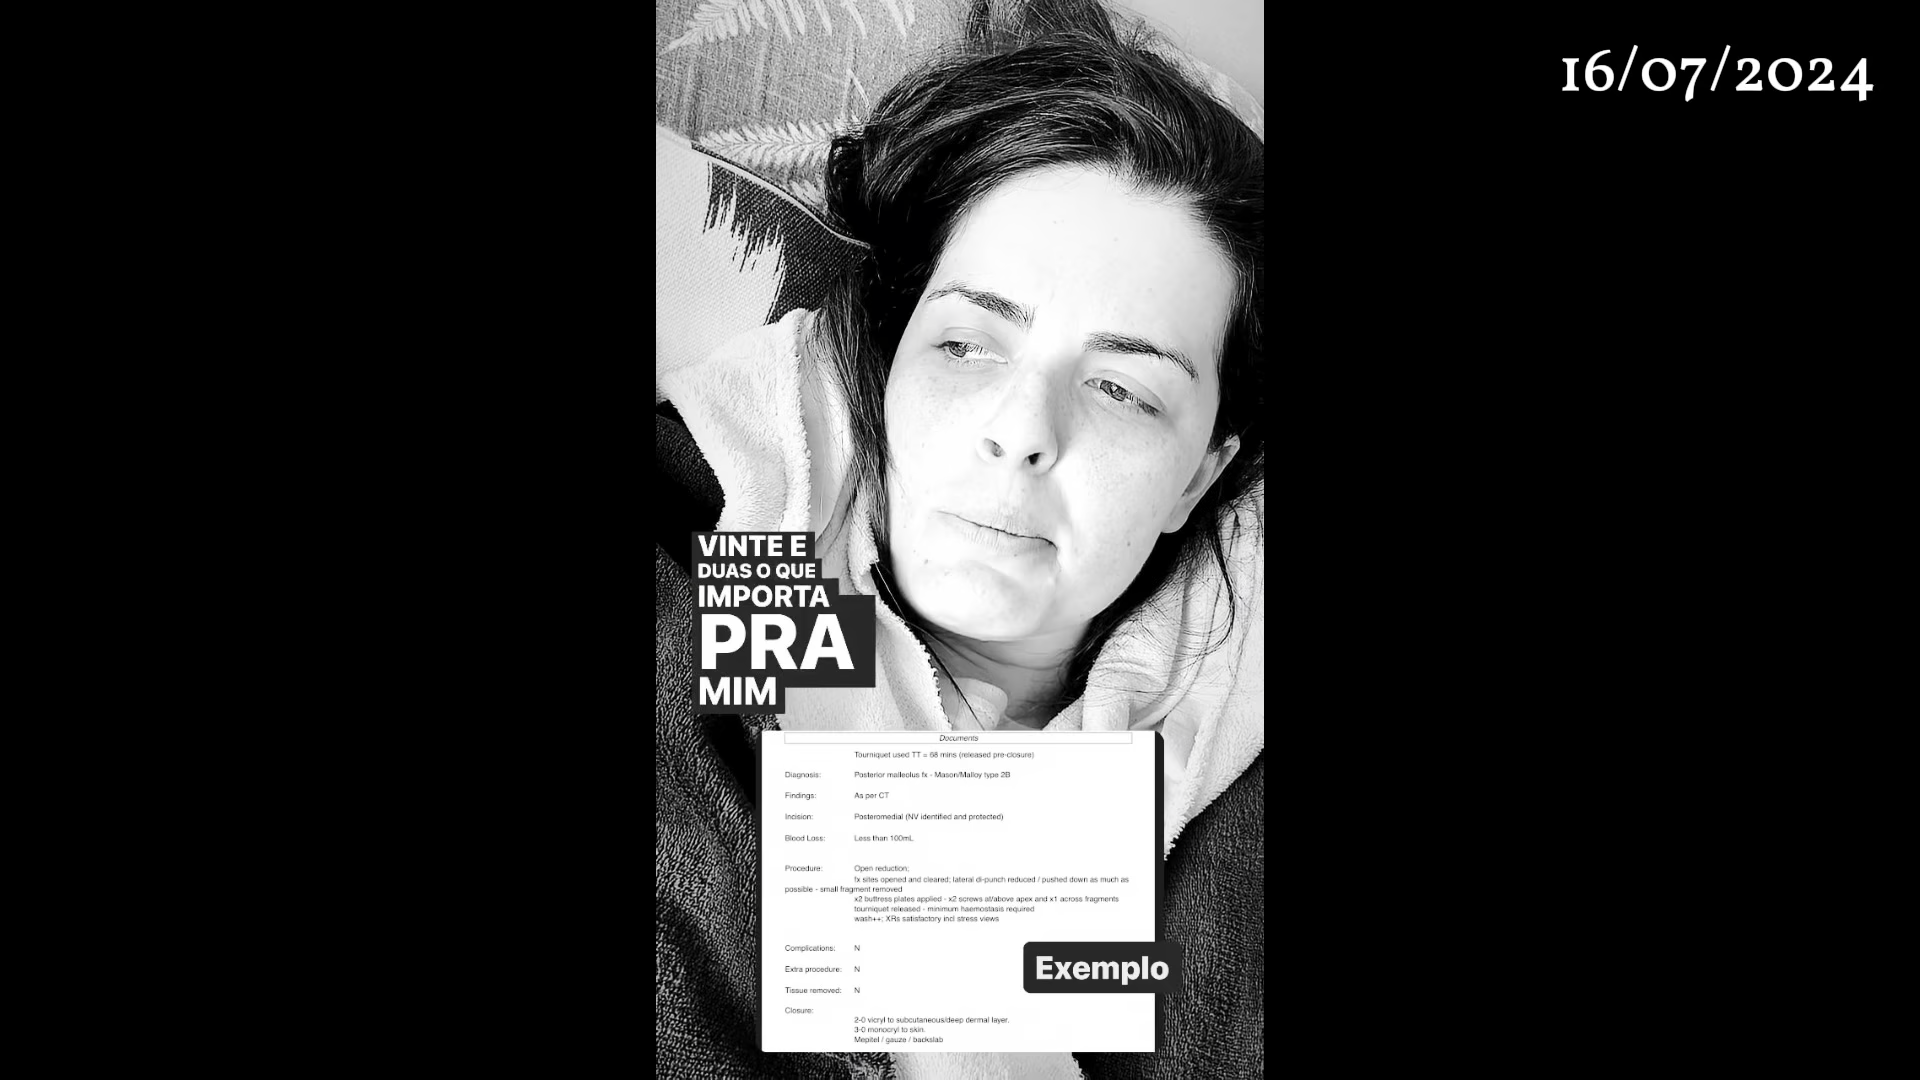 16/07/2024
VINTE E
DUAS O QUE
IMPORTA
PRA
MIM
Documents
Tourniquet used TT = 68 mins (released pre-closure)
Diagnosis: Posterior malleolus fx - Mason/Malloy type 2B
Findings: As per CT
Incision: Posteromedial (NV identified and protected)
Blood Loss: Less than 100mL
Procedure: Open reduction;
fx sites opened and cleared; lateral di-punch reduced / pushed down as much as
possible - small fragment removed
x2 buttress plates applied - x2 screws at/above apex and x1 across fragments
tourniquet released - minimum haemostasis required
wash++; XRs satisfactory incl stress views
Complications: N
Extra procedure: N
Tissue removed: N
Closure:
2-0 vicryl to subcutaneous/deep dermal layer.
3-0 monocryl to skin.
Mepitel / gauze / backslab
Exemplo